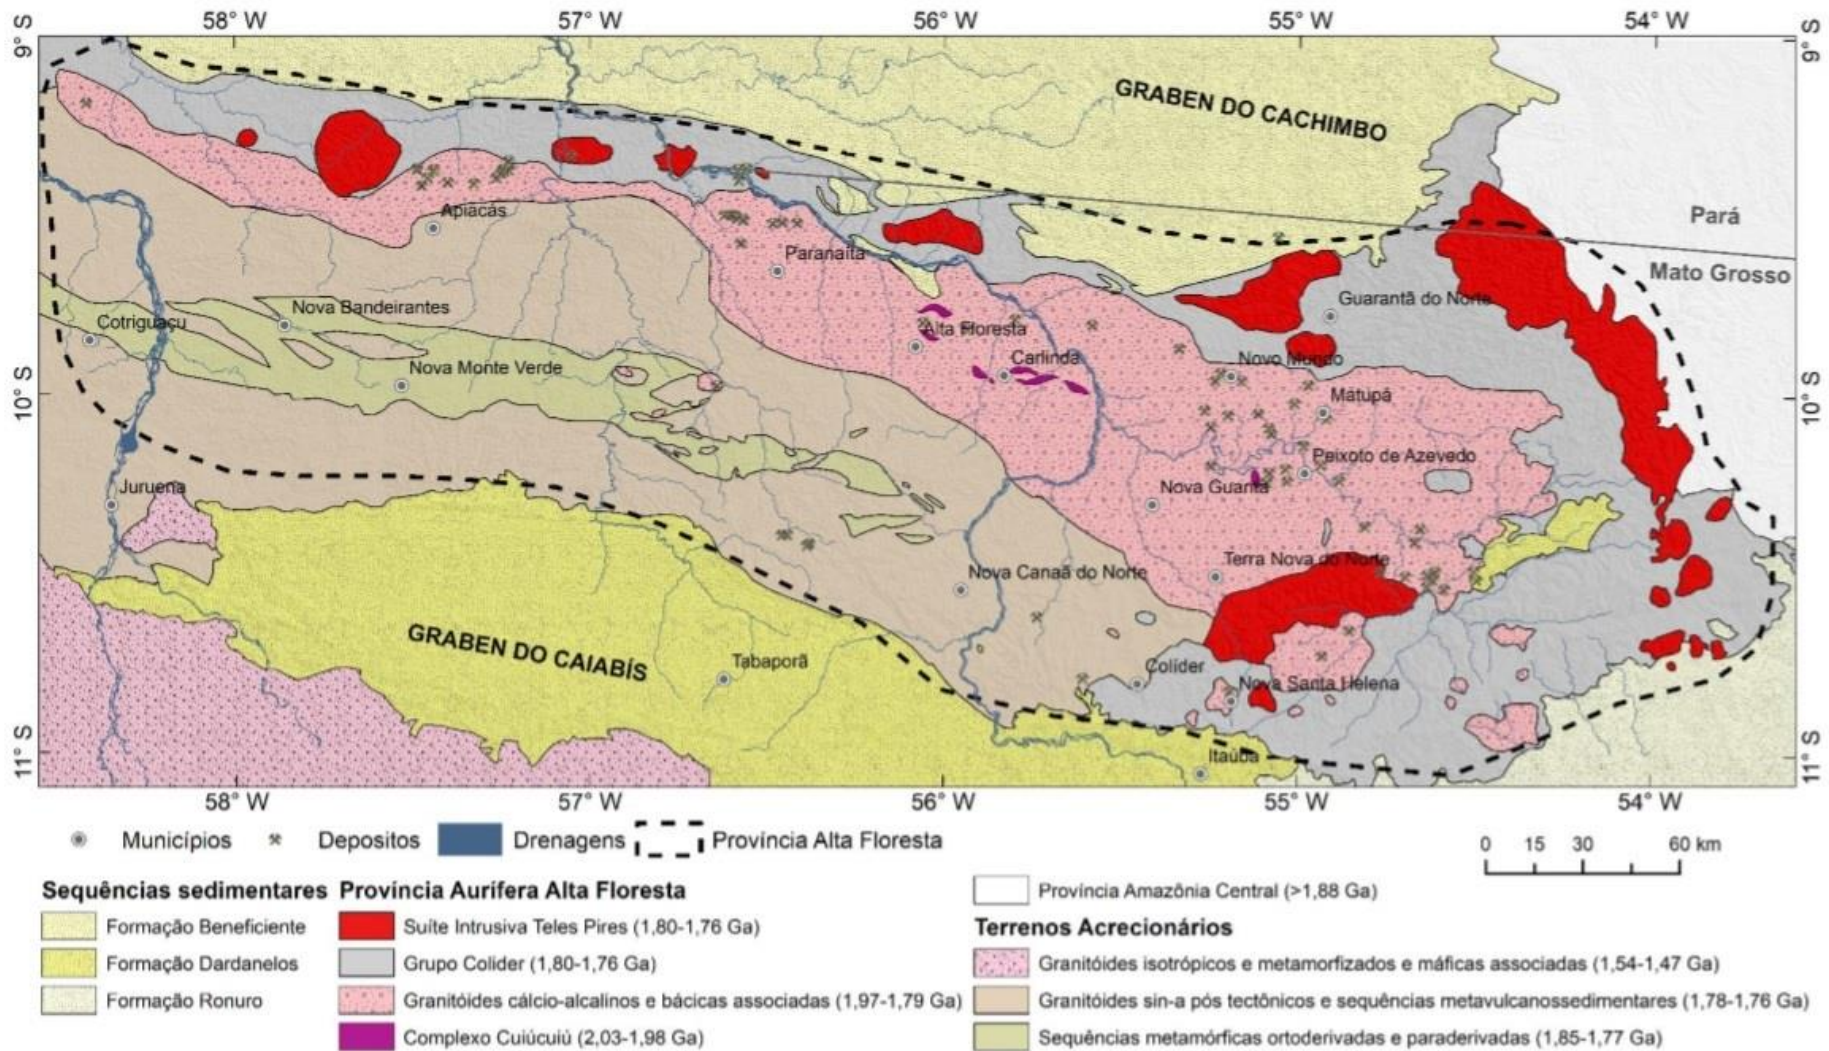 58° W 57° W 56° W 55° W 54° W
9° S 9° S
GRABEN DO CACHIMBO
Pará
Apiacás
Paranaíta
Mato Grosso
Nova Bandeirantes
Guarantã do Norte
Cotriguaçu
Alta Floresta
Nova Monte Verde
Carlinda
Novo Mundo
10° S 10° S
Matupá
Peixoto de Azevedo
Juruena
Nova Guarita
Terra Nova do Norte
Nova Canaã do Norte
GRABEN DO CAIABÍS
Tabaporã
Colíder
Nova Santa Helena
11° S 11° S
Itaúba
58° W 57° W 56° W 55° W 54° W
Municípios Depositos Drenagens Província Alta Floresta
0 15 30 60 km
Sequências sedimentares
Formação Beneficiente
Formação Dardanelos
Formação Ronuro
Província Aurífera Alta Floresta
Suíte Intrusiva Teles Pires (1,80-1,76 Ga)
Grupo Colider (1,80-1,76 Ga)
Granitóides cálcio-alcalinos e bácicas associadas (1,97-1,79 Ga)
Complexo Cuiúcuiú (2,03-1,98 Ga)
Província Amazônia Central (>1,88 Ga)
Terrenos Acrecionários
Granitóides isotrópicos e metamorfizados e máficas associadas (1,54-1,47 Ga)
Granitóides sin-a pós tectônicos e sequências metavulcanossedimentares (1,78-1,76 Ga)
Sequências metamórficas ortoderivadas e paraderivadas (1,85-1,77 Ga)